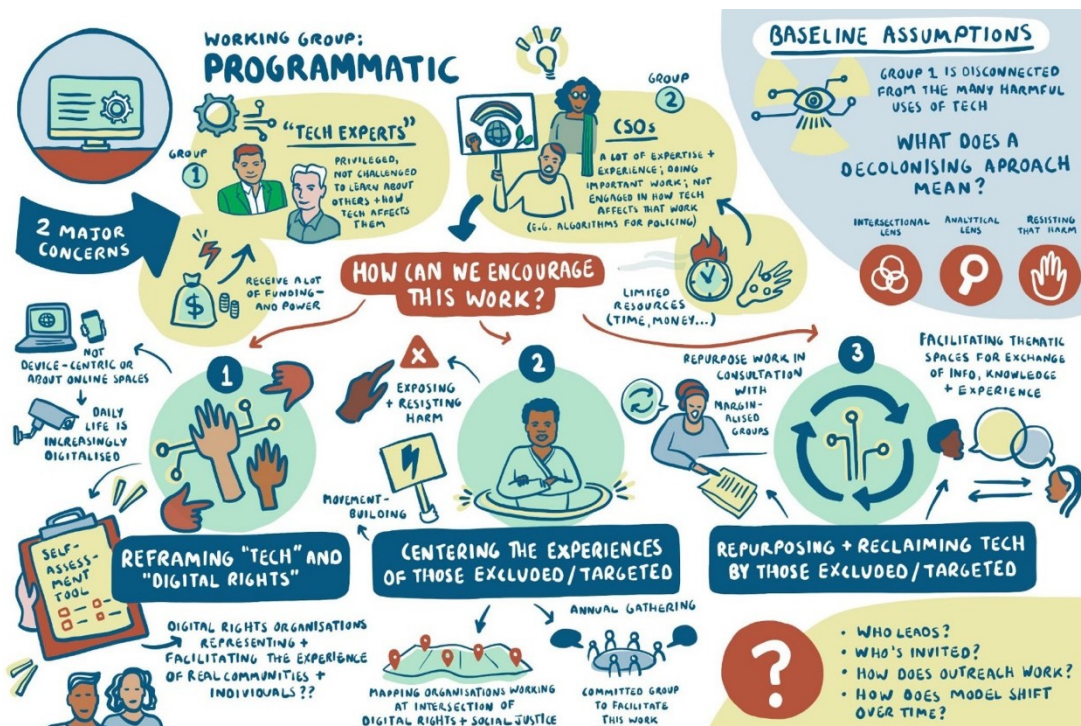 WORKING GROUP:
PROGRAMMATIC
2 MAJOR
CONCERNS
GROUP
1
"TECH EXPERTS"
PRIVILEGED,
NOT CHALLENGED
TO LEARN ABOUT
OTHERS + HOW
TECH AFFECTS
THEM
$
RECEIVE A LOT
OF FUNDING—
AND POWER
GROUP
2
CSOs
A LOT OF EXPERTISE +
EXPERIENCE; DOING
IMPORTANT WORK; NOT
ENGAGED IN HOW TECH
AFFECTS THAT WORK
(E.G. ALGORITHMS FOR POLICING)
LIMITED
RESOURCES
(TIME, MONEY...)
BASELINE ASSUMPTIONS
GROUP 1 IS DISCONNECTED
FROM THE MANY HARMFUL
USES OF TECH
WHAT DOES A
DECOLONISING APROACH
MEAN?
INTERSECTIONAL
LENS
ANALYTICAL
LENS
RESISTING
THAT HARM
HOW CAN WE ENCOURAGE
THIS WORK?
1
NOT
DEVICE-CENTRIC OR
ABOUT ONLINE SPACES
DAILY
LIFE IS
INCREASINGLY
DIGITALISED
REFRAMING "TECH" AND
"DIGITAL RIGHTS"
SELF-
ASSESS-
MENT
TOOL
DIGITAL RIGHTS ORGANISATIONS
REPRESENTING +
FACILITATING THE EXPERIENCE
OF REAL COMMUNITIES +
INDIVIDUALS??
2
X
EXPOSING
+ RESISTING
HARM
MOVEMENT-
BUILDING
CENTERING THE EXPERIENCES
OF THOSE EXCLUDED/TARGETED
MAPPING ORGANISATIONS WORKING
AT INTERSECTION OF
DIGITAL RIGHTS + SOCIAL JUSTICE
ANNUAL GATHERING
COMMITTED GROUP
TO FACILITATE
THIS WORK
3
REPURPOSE WORK IN
CONSULTATION
WITH
MARGIN-
ALISED
GROUPS
FACILITATING THEMATIC
SPACES FOR EXCHANGE
OF INFO, KNOWLEDGE
+ EXPERIENCE
REPURPOSING + RECLAIMING TECH
BY THOSE EXCLUDED/TARGETED
?
• WHO LEADS?
• WHO'S INVITED?
• HOW DOES OUTREACH WORK?
• HOW DOES MODEL SHIFT
OVER TIME?